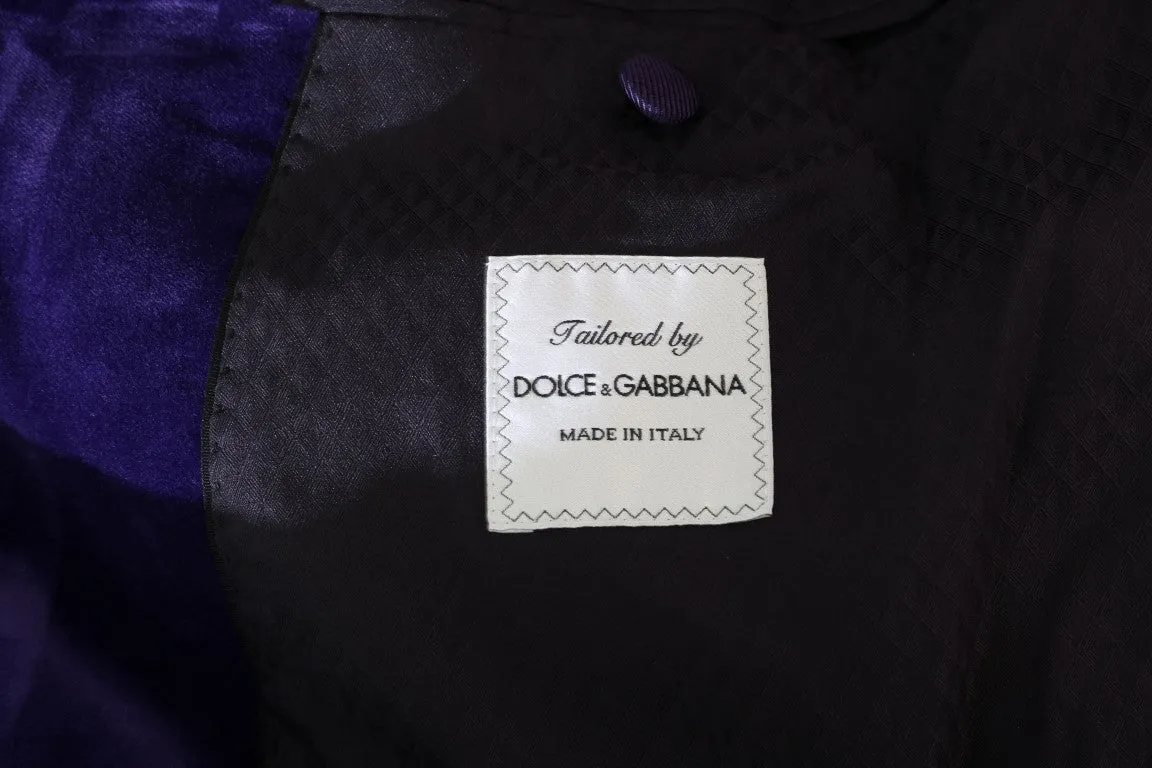 Tailored by
DOLCE & GABBANA
MADE IN ITALY